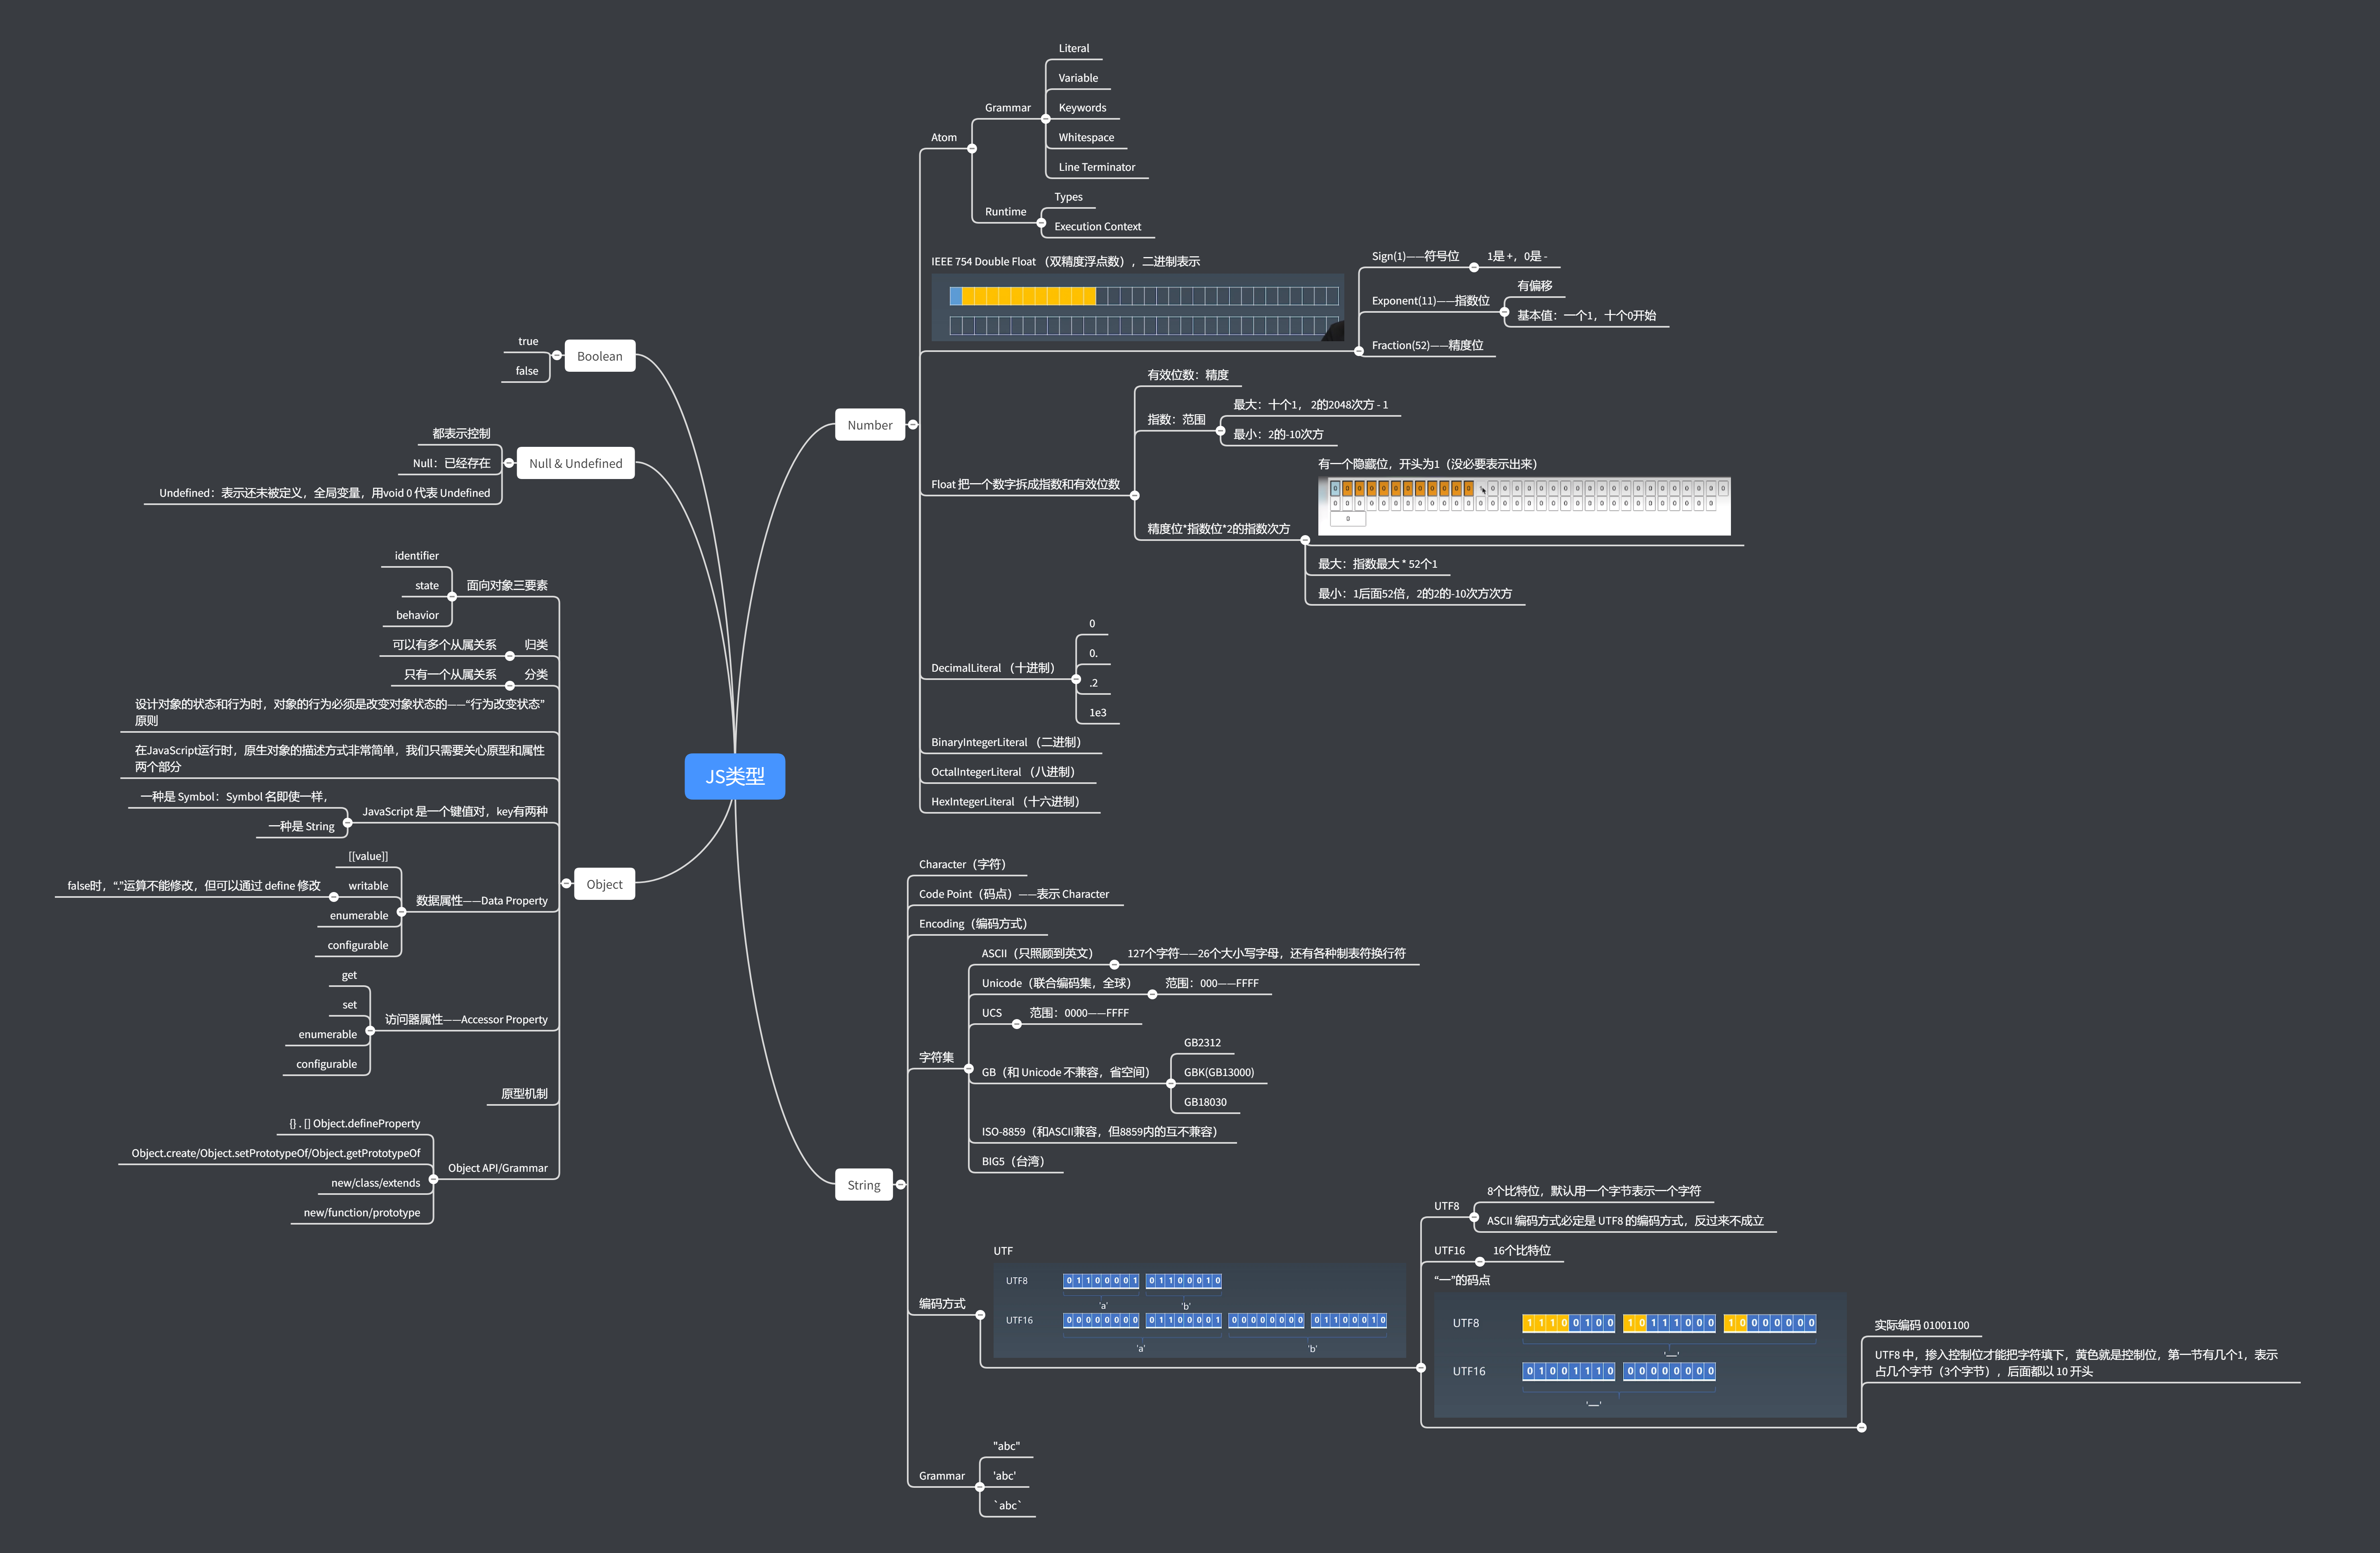 JS类型
Number
Atom
Grammar
Literal
Variable
Keywords
Whitespace
Line Terminator
Runtime
Types
Execution Context
IEEE 754 Double Float （双精度浮点数），二进制表示
Sign(1)——符号位
1是 +，0是 -
Exponent(11)——指数位
有偏移
基本值：一个1，十个0开始
Fraction(52)——精度位
Float 把一个数字拆成指数和有效位数
有效位数：精度
指数：范围
最大：十个1， 2的2048次方 - 1
最小：2的-10次方
精度位*指数位*2的指数次方
有一个隐藏位，开头为1（没必要表示出来）
最大：指数最大 * 52个1
最小：1后面52倍，2的2的-10次方次方
DecimalLiteral （十进制）
0
0.
.2
1e3
BinaryIntegerLiteral （二进制）
OctalIntegerLiteral （八进制）
HexIntegerLiteral （十六进制）
String
Character（字符）
Code Point（码点）——表示 Character
Encoding（编码方式）
字符集
ASCII（只照顾到英文）
127个字符——26个大小写字母，还有各种制表符换行符
Unicode（联合编码集，全球）
范围：000——FFFF
UCS
范围：0000——FFFF
GB（和 Unicode 不兼容，省空间）
GB2312
GBK(GB13000)
GB18030
ISO-8859（和ASCII兼容，但8859内的互不兼容）
BIG5（台湾）
编码方式
UTF
UTF8
0 1 1 0 0 0 0 1 0 1 1 0 0 0 1 0
'a' 'b'
UTF16
0 0 0 0 0 0 0 0 0 1 1 0 0 0 0 1 0 0 0 0 0 0 0 0 0 1 1 0 0 0 1 0
'a' 'b'
UTF8
8个比特位，默认用一个字节表示一个字符
ASCII 编码方式必定是 UTF8 的编码方式，反过来不成立
UTF16
16个比特位
“一”的码点
UTF8
1 1 1 0 0 1 0 0 1 0 1 1 1 0 0 0 1 0 0 0 0 0 0 0
'一'
UTF16
0 1 0 0 1 1 1 0 0 0 0 0 0 0 0 0
'一'
实际编码 01001100
UTF8 中，掺入控制位才能把字符填下，黄色就是控制位，第一节有几个1，表示
占几个字节（3个字节），后面都以 10 开头
Grammar
"abc"
'abc'
`abc`
Boolean
true
false
Null & Undefined
都表示控制
Null：已经存在
Undefined：表示还未被定义，全局变量，用void 0 代表 Undefined
Object
面向对象三要素
identifier
state
behavior
归类
可以有多个从属关系
分类
只有一个从属关系
设计对象的状态和行为时，对象的行为必须是改变对象状态的——“行为改变状态”
原则
在JavaScript运行时，原生对象的描述方式非常简单，我们只需要关心原型和属性
两个部分
JavaScript 是一个键值对，key有两种
一种是 Symbol：Symbol 名即使一样，
一种是 String
数据属性——Data Property
[[value]]
writable
false时，“.”运算不能修改，但可以通过 define 修改
enumerable
configurable
访问器属性——Accessor Property
get
set
enumerable
configurable
原型机制
Object API/Grammar
{} . [] Object.defineProperty
Object.create/Object.setPrototypeOf/Object.getPrototypeOf
new/class/extends
new/function/prototype